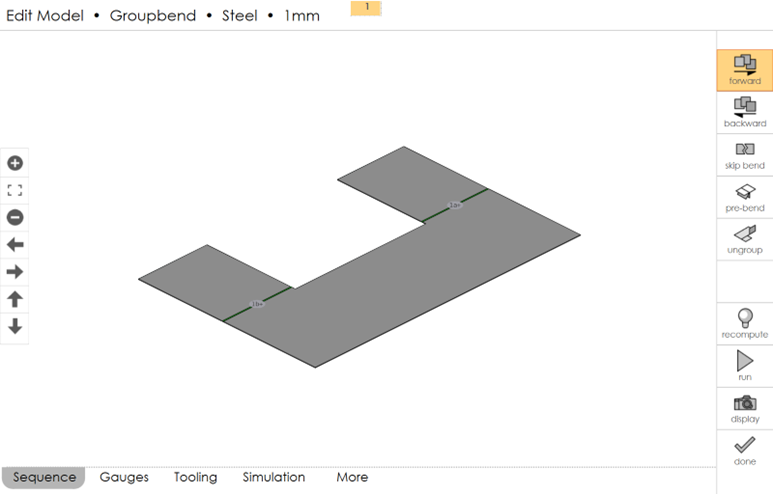 Edit Model • Groupbend • Steel • 1mm
1
forward
backward
skip bend
pre-bend
ungroup
recompute
run
display
done
Sequence Gauges Tooling Simulation More